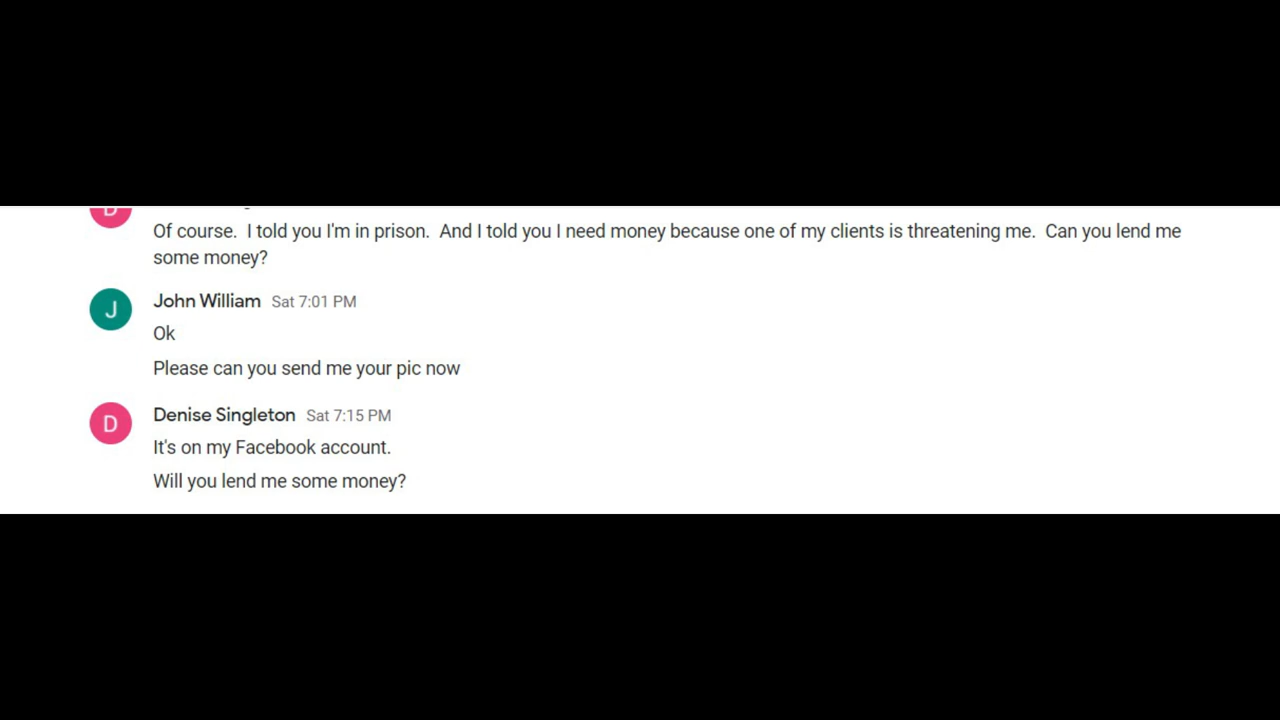 D
Of course. I told you I'm in prison. And I told you I need money because one of my clients is threatening me. Can you lend me
some money?
J
John William Sat 7:01 PM
Ok
Please can you send me your pic now
D
Denise Singleton Sat 7:15 PM
It's on my Facebook account.
Will you lend me some money?